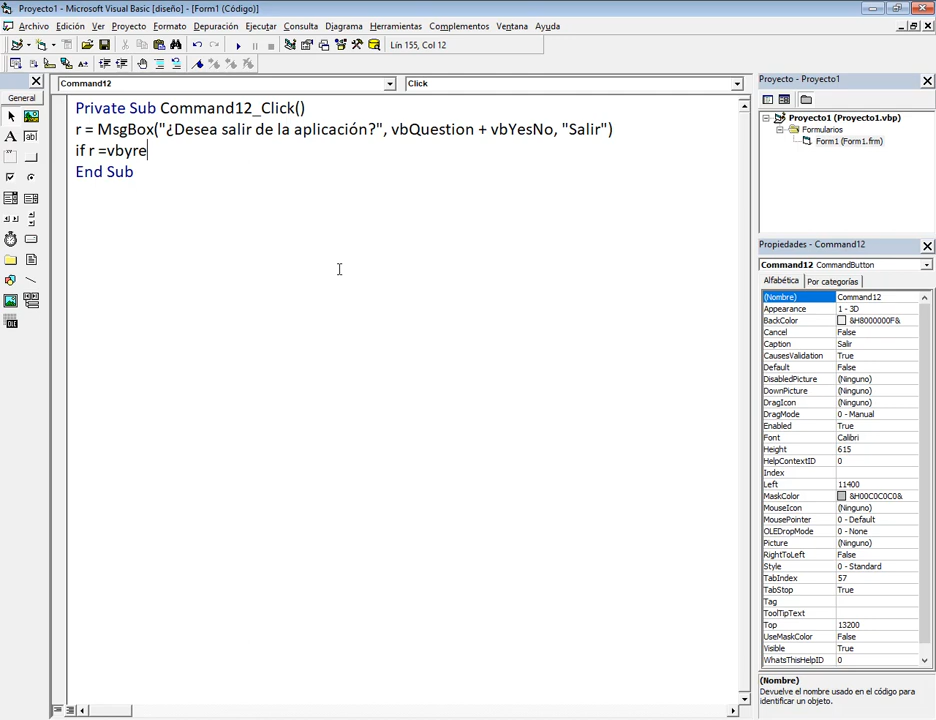 Proyecto1 - Microsoft Visual Basic [diseño] - [Form1 (Código)]
Archivo Edición Ver Proyecto Formato Depuración Ejecutar Consulta Diagrama Herramientas Complementos Ventana Ayuda
Lín 155, Col 12
General
Command12 Click
Private Sub Command12_Click()
r = MsgBox("¿Desea salir de la aplicación?", vbQuestion + vbYesNo, "Salir")
if r =vbyre
End Sub
Proyecto - Proyecto1
Proyecto1 (Proyecto1.vbp)
Formularios
Form1 (Form1.frm)
Propiedades - Command12
Command12 CommandButton
Alfabética Por categorías
(Nombre) Command12
Appearance 1 - 3D
BackColor &H8000000F&
Cancel False
Caption Salir
CausesValidation True
Default False
DisabledPicture (Ninguno)
DownPicture (Ninguno)
DragIcon (Ninguno)
DragMode 0 - Manual
Enabled True
Font Calibri
Height 615
HelpContextID 0
Index
Left 11400
MaskColor &H00C0C0C0&
MouseIcon (Ninguno)
MousePointer 0 - Default
OLEDropMode 0 - None
Picture (Ninguno)
RightToLeft False
Style 0 - Standard
TabIndex 57
TabStop True
Tag
ToolTipText
Top 13200
UseMaskColor False
Visible True
WhatsThisHelpID 0
(Nombre)
Devuelve el nombre usado en el código para
identificar un objeto.